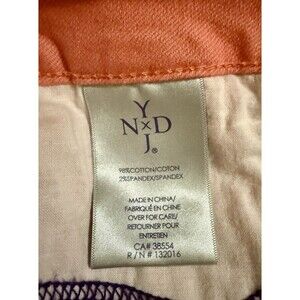 Y
N x D
J®
98%COTTON/COTON
2%SPANDEX/SPANDEX
MADE IN CHINA/
FABRIQUÉ EN CHINE
OVER FOR CARE/
RETOURNER POUR
ENTRETIEN
CA# 38554
R / N # 132016